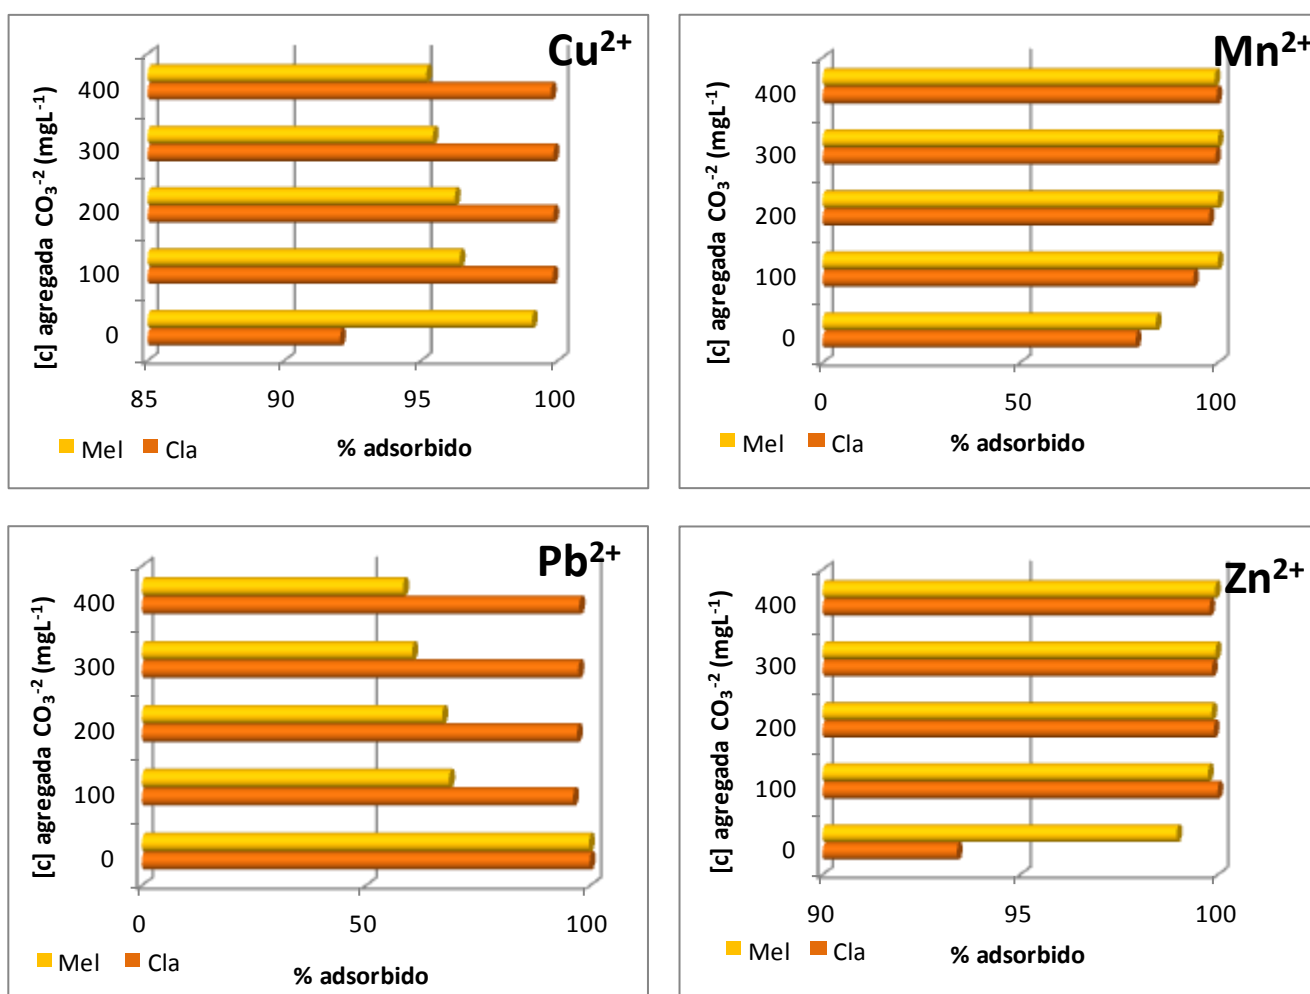 Cu²⁺
[c] agregada CO₃⁻² (mgL⁻¹)
400
300
200
100
0
85 90 95 100
Mel Cla
% adsorbido
Mn²⁺
[c] agregada CO₃⁻² (mgL⁻¹)
400
300
200
100
0
0 50 100
Mel Cla
% adsorbido
Pb²⁺
[c] agregada CO₃⁻² (mgL⁻¹)
400
300
200
100
0
0 50 100
Mel Cla
% adsorbido
Zn²⁺
[c] agregada CO₃⁻² (mgL⁻¹)
400
300
200
100
0
90 95 100
Mel Cla
% adsorbido